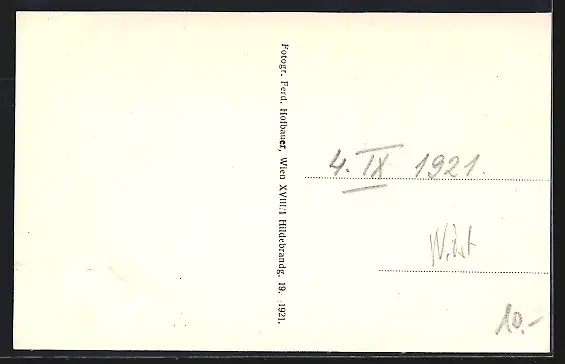 Fotogr. Ferd. Hofbauer, Wien XVIII/1 Hildebrandg. 19. 1921.
4. IX 1921.
10.-